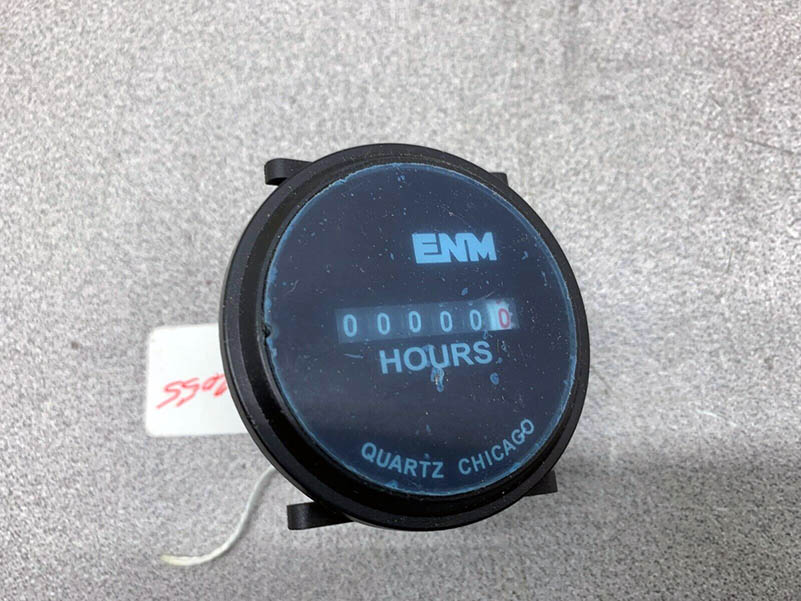 ENM
000000
HOURS
QUARTZ CHICAGO